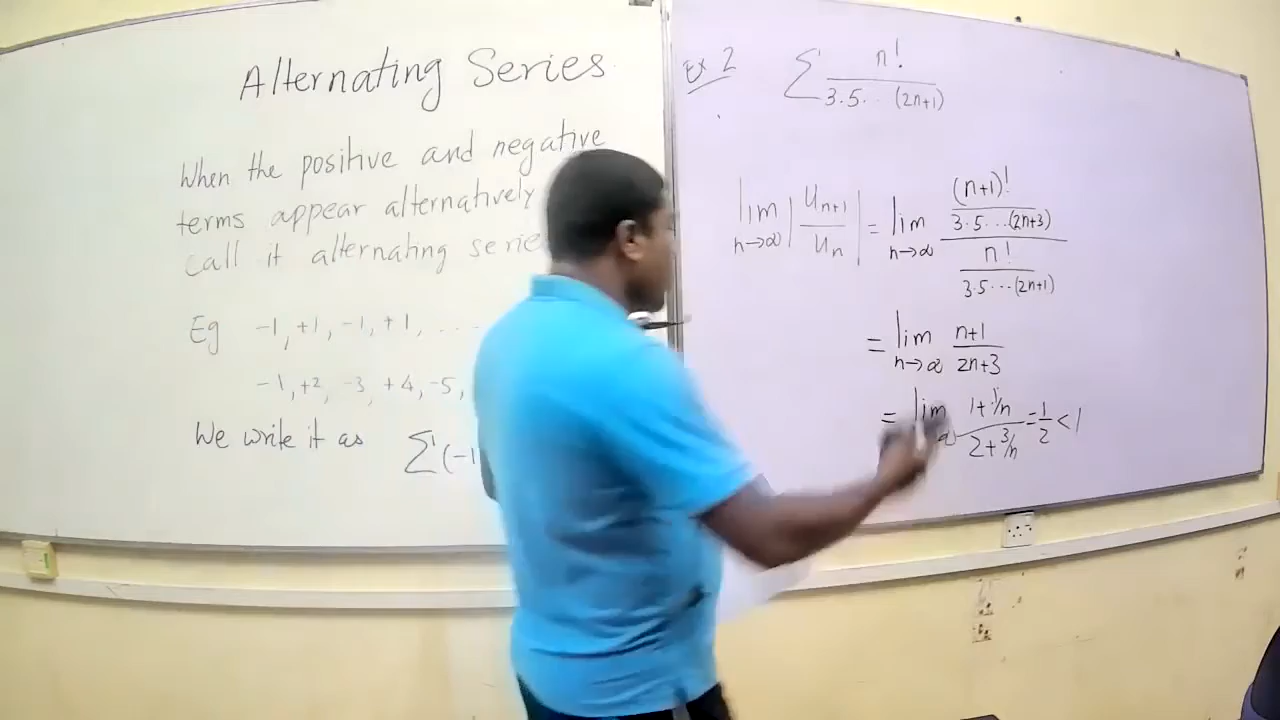 Alternating Series
When the positive and negative
terms appear alternatively
call it alternating serie
Eg -1, +1, -1, +1, ...
-1, +2, -3, +4, -5,
We write it as ∑(-1
Ex 2 ∑ n! / 3·5···(2n+1)
lim n→∞ | u_{n+1} / u_n | = lim n→∞ ((n+1)! / 3·5···(2n+3)) / (n! / 3·5···(2n+1))
= lim n→∞ (n+1) / (2n+3)
= lim ∞ (1+1/n) / (2+3/n) = 1/2 < 1